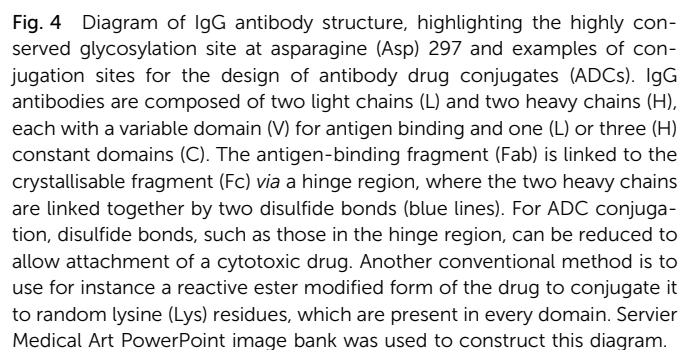 Fig. 4 Diagram of IgG antibody structure, highlighting the highly con-
served glycosylation site at asparagine (Asp) 297 and examples of con-
jugation sites for the design of antibody drug conjugates (ADCs). IgG
antibodies are composed of two light chains (L) and two heavy chains (H),
each with a variable domain (V) for antigen binding and one (L) or three (H)
constant domains (C). The antigen-binding fragment (Fab) is linked to the
crystallisable fragment (Fc) via a hinge region, where the two heavy chains
are linked together by two disulfide bonds (blue lines). For ADC conjuga-
tion, disulfide bonds, such as those in the hinge region, can be reduced to
allow attachment of a cytotoxic drug. Another conventional method is to
use for instance a reactive ester modified form of the drug to conjugate it
to random lysine (Lys) residues, which are present in every domain. Servier
Medical Art PowerPoint image bank was used to construct this diagram.